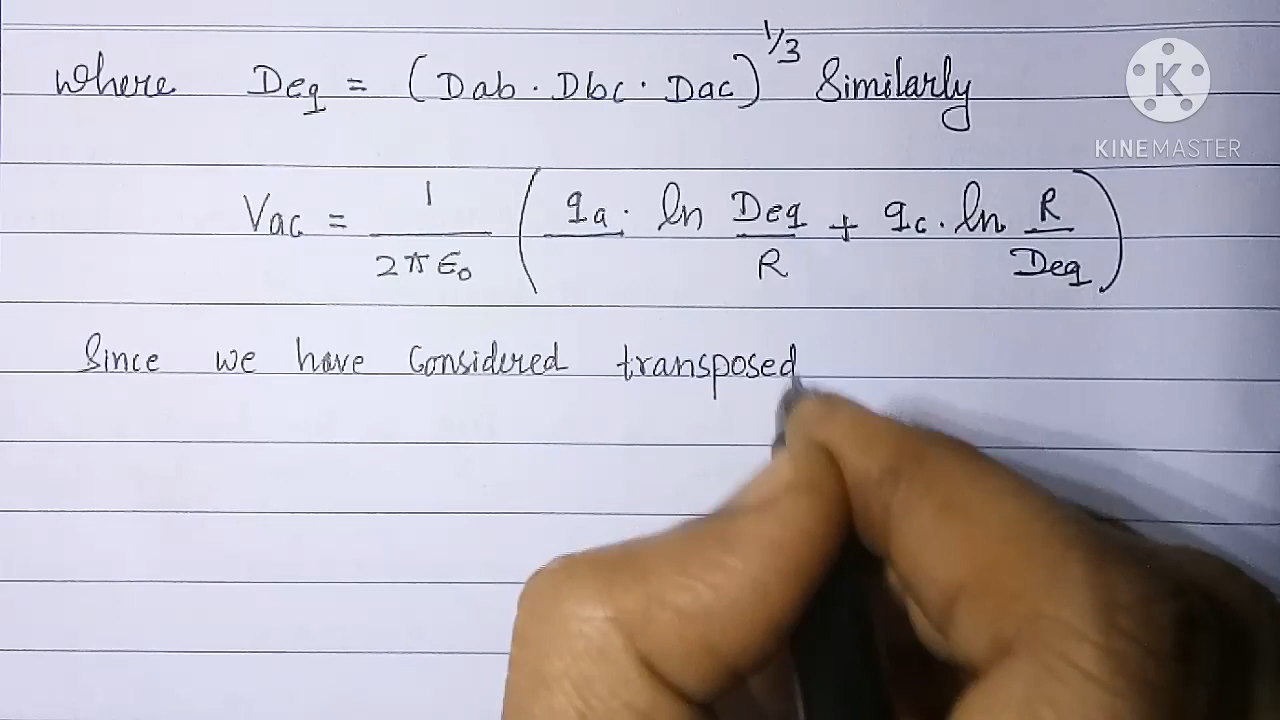 where Deq = (Dab . Dbc . Dac)^1/3 Similarly
K
KINEMASTER
Vac = 1/2πε₀ ( qa . ln Deq/R + qc . ln R/Deq )
Since we have Considered transposed